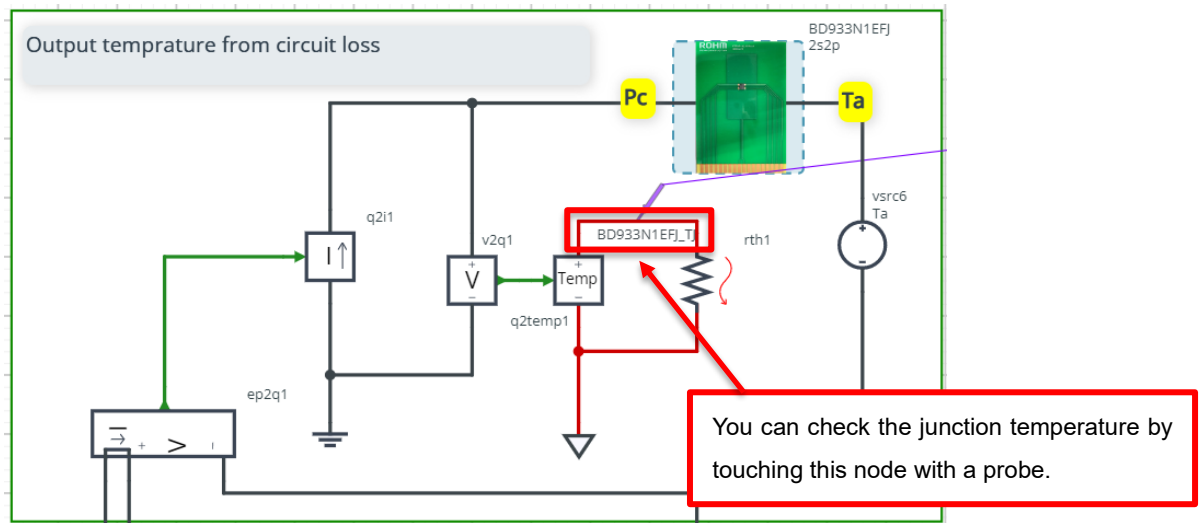 Output temprature from circuit loss
BD933N1EFJ
2s2p
ROHM
Pc
Ta
vsrc6
Ta
q2i1
I
v2q1
V
BD933N1EFJ_TJ
rth1
Temp
q2temp1
ep2q1
I
V
You can check the junction temperature by
touching this node with a probe.